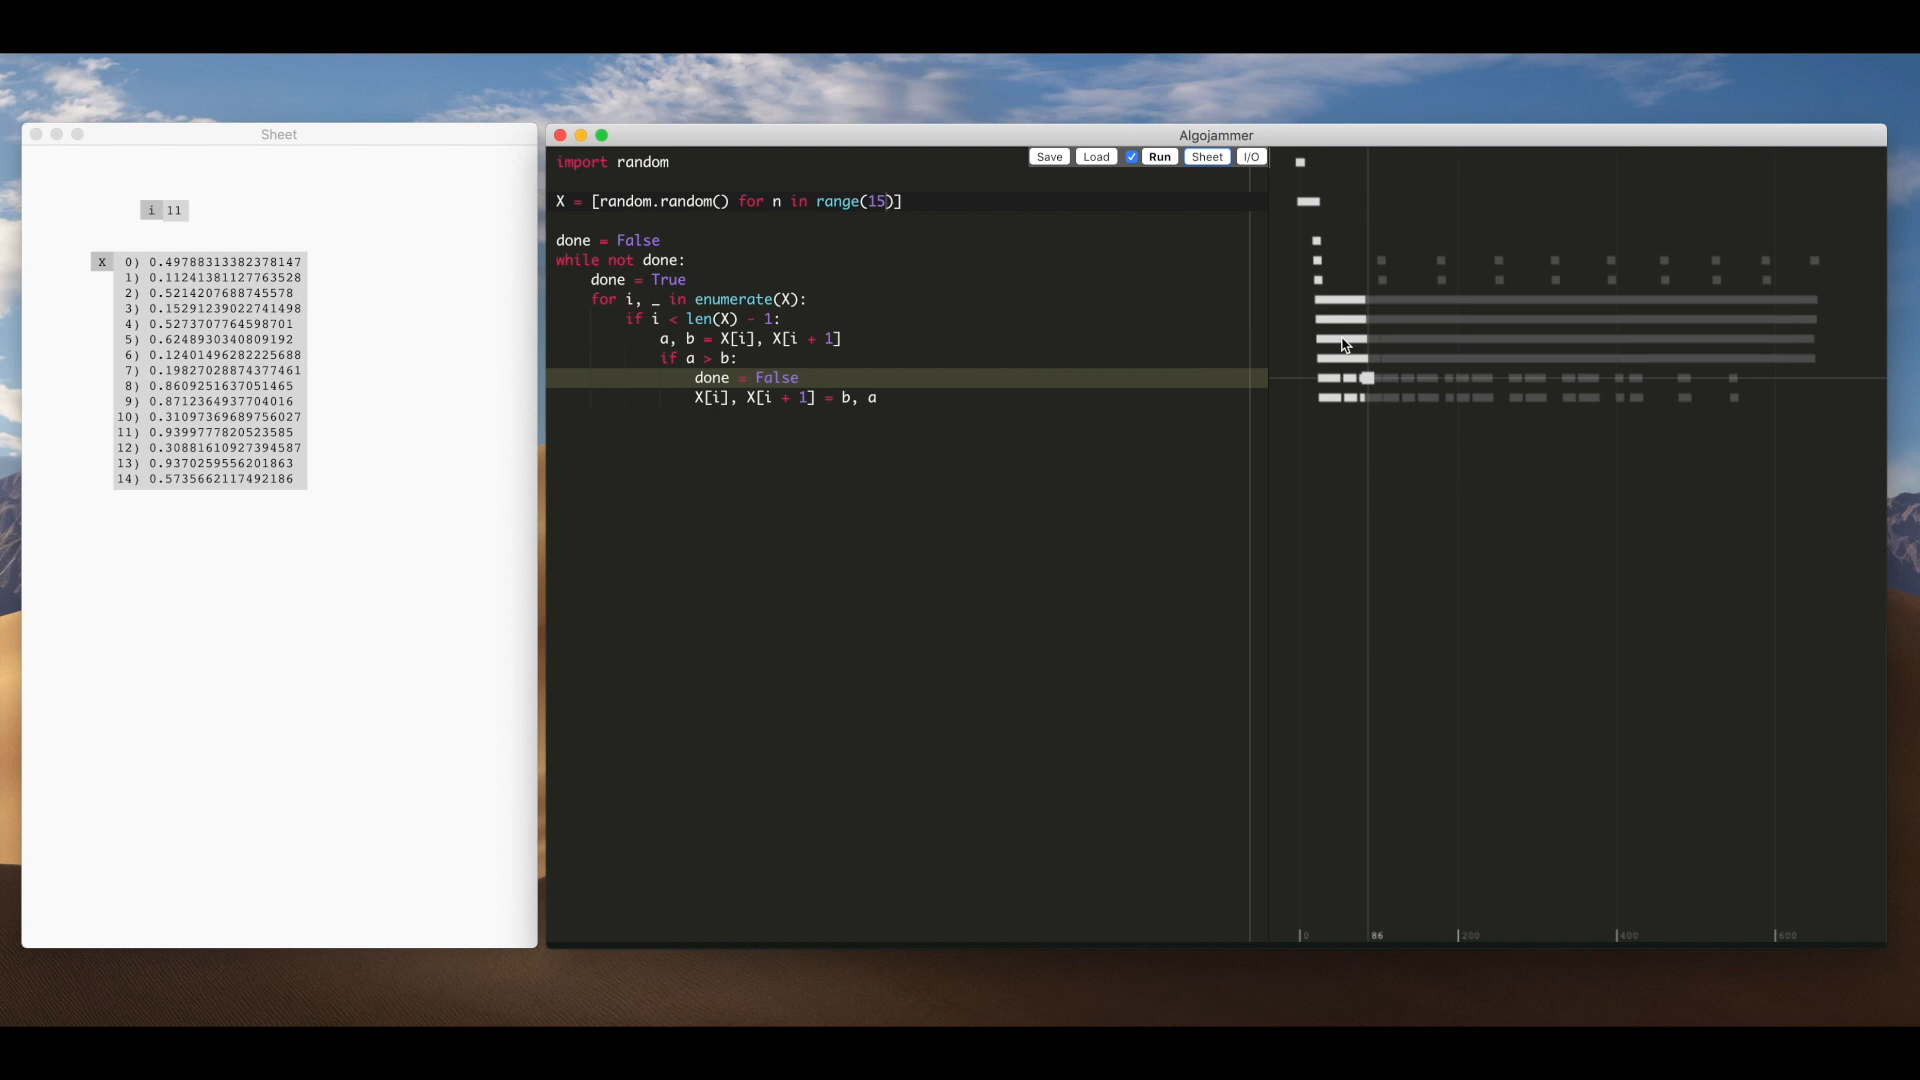 Sheet
i 11
X 0) 0.49788313382378147
1) 0.11241381127763528
2) 0.5214207688745578
3) 0.15291239022741498
4) 0.5273707764598701
5) 0.6248930340809192
6) 0.12401496282225688
7) 0.19827028874377461
8) 0.8609251637051465
9) 0.8712364937704016
10) 0.31097369689756027
11) 0.9399777820523585
12) 0.30881610927394587
13) 0.9370259556201863
14) 0.5735662117492186
Algojammer
Save Load Run Sheet I/O
import random
X = [random.random() for n in range(15)]
done = False
while not done:
    done = True
    for i, _ in enumerate(X):
        if i < len(X) - 1:
            a, b = X[i], X[i + 1]
            if a > b:
                done = False
                X[i], X[i + 1] = b, a
0 86 200 400 600